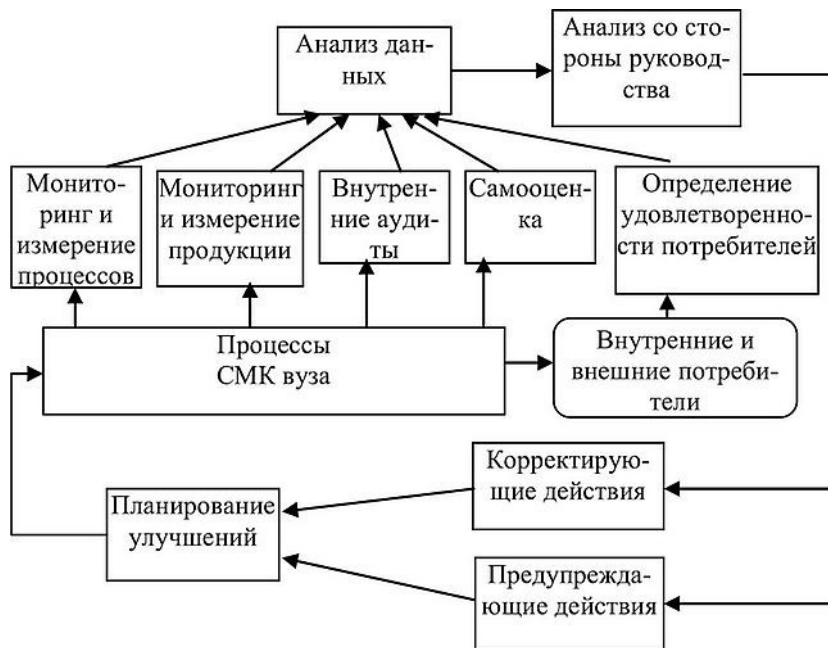 Анализ дан-
ных
Анализ со сто-
роны руковод-
ства
Монито-
ринг и
измерение
процессов
Мониторинг
и измерение
продукции
Внутрен-
ние ауди-
ты
Самооцен-
ка
Определение
удовлетворенно-
сти потребителей
Процессы
СМК вуза
Внутренние и
внешние потреби-
тели
Корректирую-
щие действия
Планирование
улучшений
Предупрежда-
ющие действия